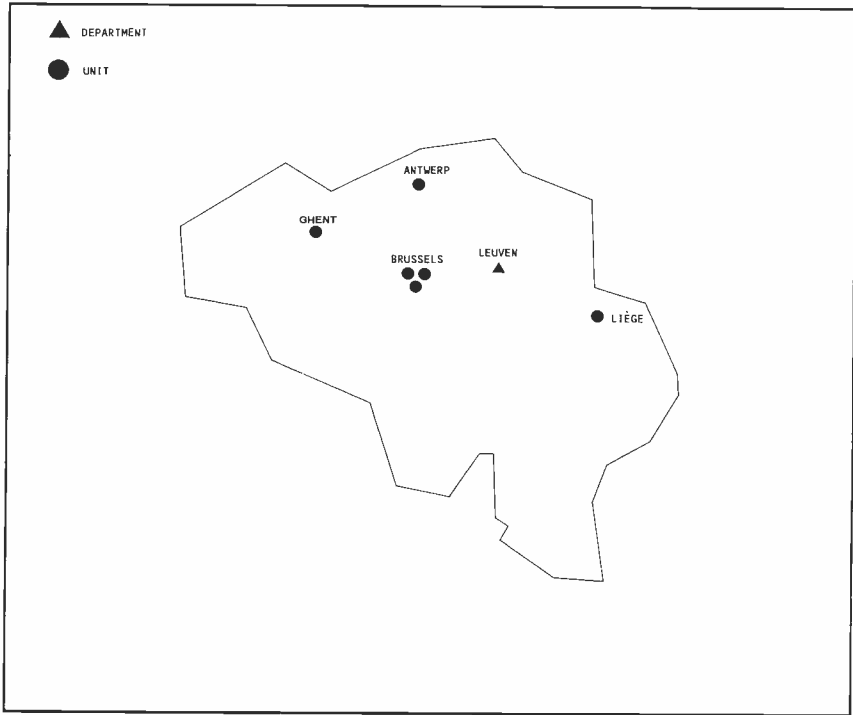 DEPARTMENT
UNIT
ANTWERP
GHENT
BRUSSELS
LEUVEN
LIÈGE